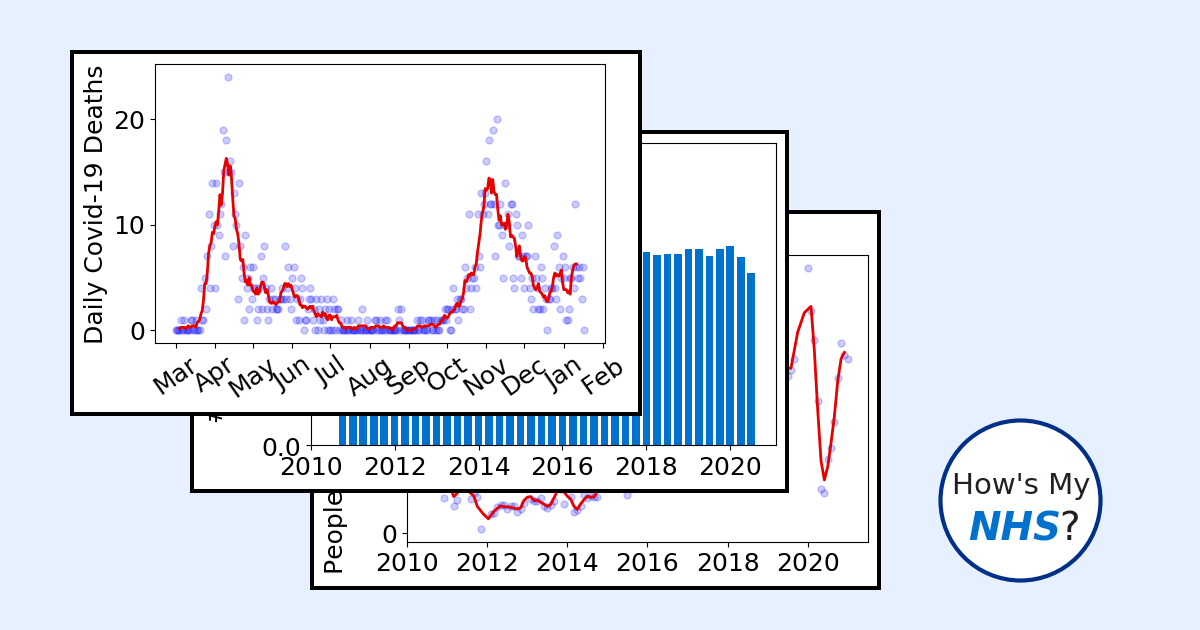 Daily Covid-19 Deaths
20
10
0
Mar Apr May Jun Jul Aug Sep Oct Nov Dec Jan Feb
0.0
2010 2012 2014 2016 2018 2020
People
0
2010 2012 2014 2016 2018 2020
How's My
NHS?